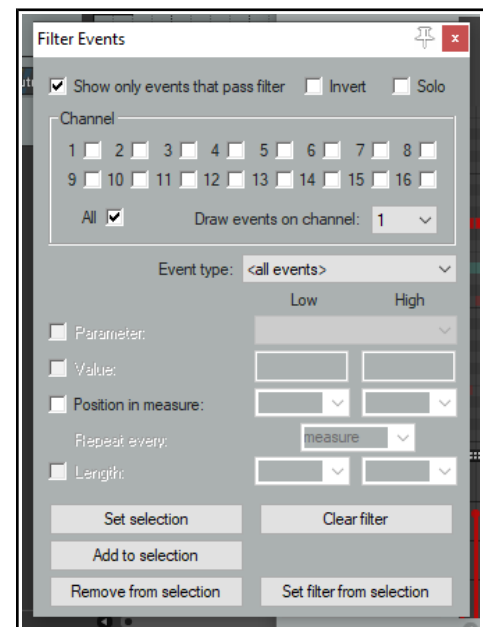 Filter Events
Show only events that pass filter Invert Solo
Channel
1 2 3 4 5 6 7 8
9 10 11 12 13 14 15 16
All Draw events on channel: 1
Event type: <all events>
Low High
Parameter:
Value:
Position in measure:
Repeat every: measure
Length:
Set selection Clear filter
Add to selection
Remove from selection Set filter from selection